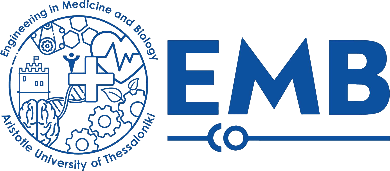 Engineering in Medicine and Biology
Aristotle University of Thessaloniki
EMB